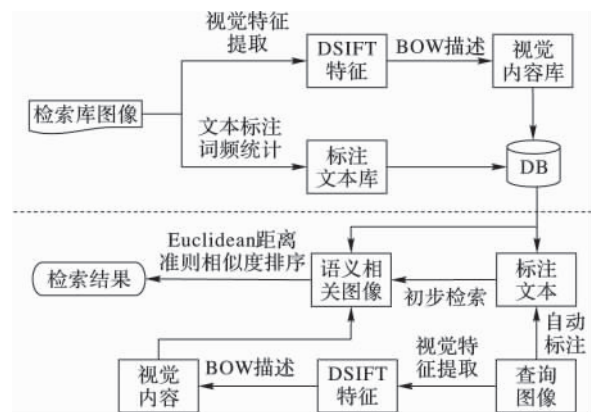 视觉特征
提取
DSIFT
特征
BOW描述
视觉
内容库
检索库图像
文本标注
词频统计
标注
文本库
DB
Euclidean距离
准则相似度排序
检索结果
语义相
关图像
初步检索
标注
文本
自动
标注
视觉
内容
BOW描述
DSIFT
特征
视觉特
征提取
查询
图像